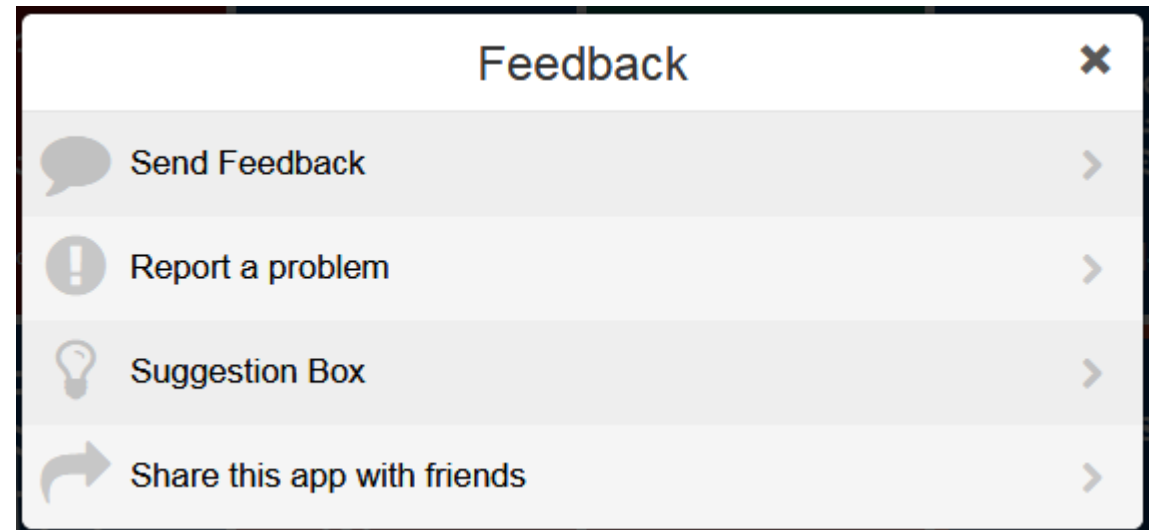 Feedback
Send Feedback
Report a problem
Suggestion Box
Share this app with friends